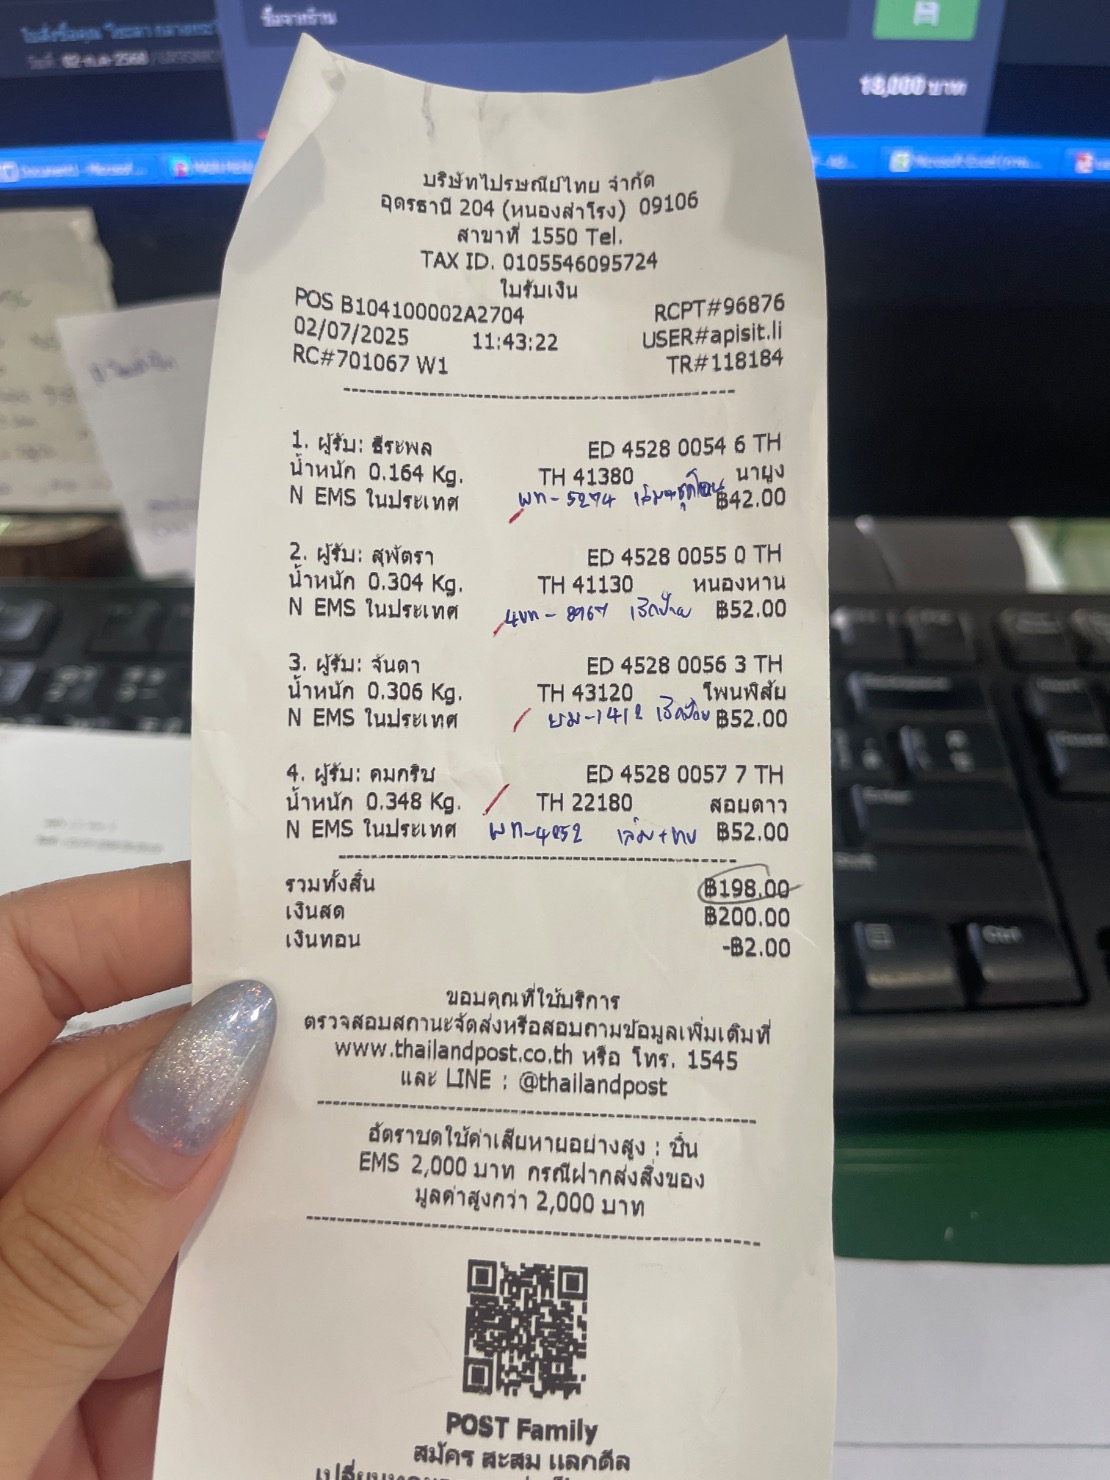 ซื้อจากร้าน
18,000 บาท
บริษัทไปรษณีย์ไทย จำกัด
อุดรธานี 204 (หนองสำโรง) 09106
สาขาที่ 1550 Tel.
TAX ID. 0105546095724
ใบรับเงิน
POS B104100002A2704 RCPT#96876
02/07/2025 11:43:22 USER#apisit.li
RC#701067 W1 TR#118184
1. ผู้รับ: ธีระพล ED 4528 0054 6 TH
น้ำหนัก 0.164 Kg. TH 41380 นายูง
N EMS ในประเทศ ฿42.00
2. ผู้รับ: สุพัตรา ED 4528 0055 0 TH
น้ำหนัก 0.304 Kg. TH 41130 หนองหาน
N EMS ในประเทศ ฿52.00
3. ผู้รับ: จันดา ED 4528 0056 3 TH
น้ำหนัก 0.306 Kg. TH 43120 โพนพิสัย
N EMS ในประเทศ ยม-1412 ฿52.00
4. ผู้รับ: คมกริบ ED 4528 0057 7 TH
น้ำหนัก 0.348 Kg. TH 22180 สอยดาว
N EMS ในประเทศ เล่ม+ ฿52.00
รวมทั้งสิ้น ฿198.00
เงินสด ฿200.00
เงินทอน -฿2.00
ขอบคุณที่ใช้บริการ
ตรวจสอบสถานะจัดส่งหรือสอบถามข้อมูลเพิ่มเติมที่
www.thailandpost.co.th หรือ โทร. 1545
และ LINE : @thailandpost
อัตราชดใช้ค่าเสียหายอย่างสูง : ชิ้น
EMS 2,000 บาท กรณีฝากส่งสิ่งของ
มูลค่าสูงกว่า 2,000 บาท
POST Family
สมัคร สะสม แลกดีล